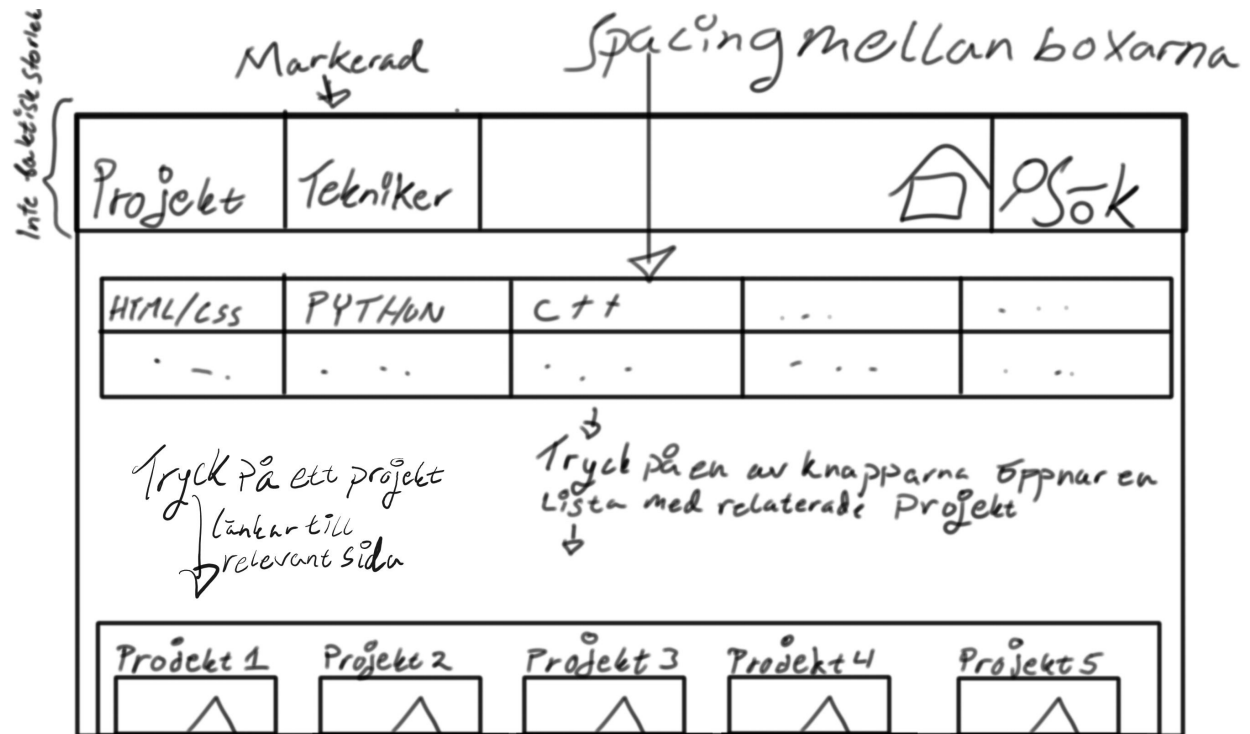 Inte faktisk storlek
Markerad
Spacing mellan boxarna
Projekt
Tekniker
Sök
HTML/CSS
PYTHON
C++
...
...
...
...
...
...
...
Tryck på ett projekt
länkar till
relevant sida
Tryck på en av knapparna öppnar en
Lista med relaterade Projekt
Projekt 1
Projekt 2
Projekt 3
Projekt 4
Projekt 5